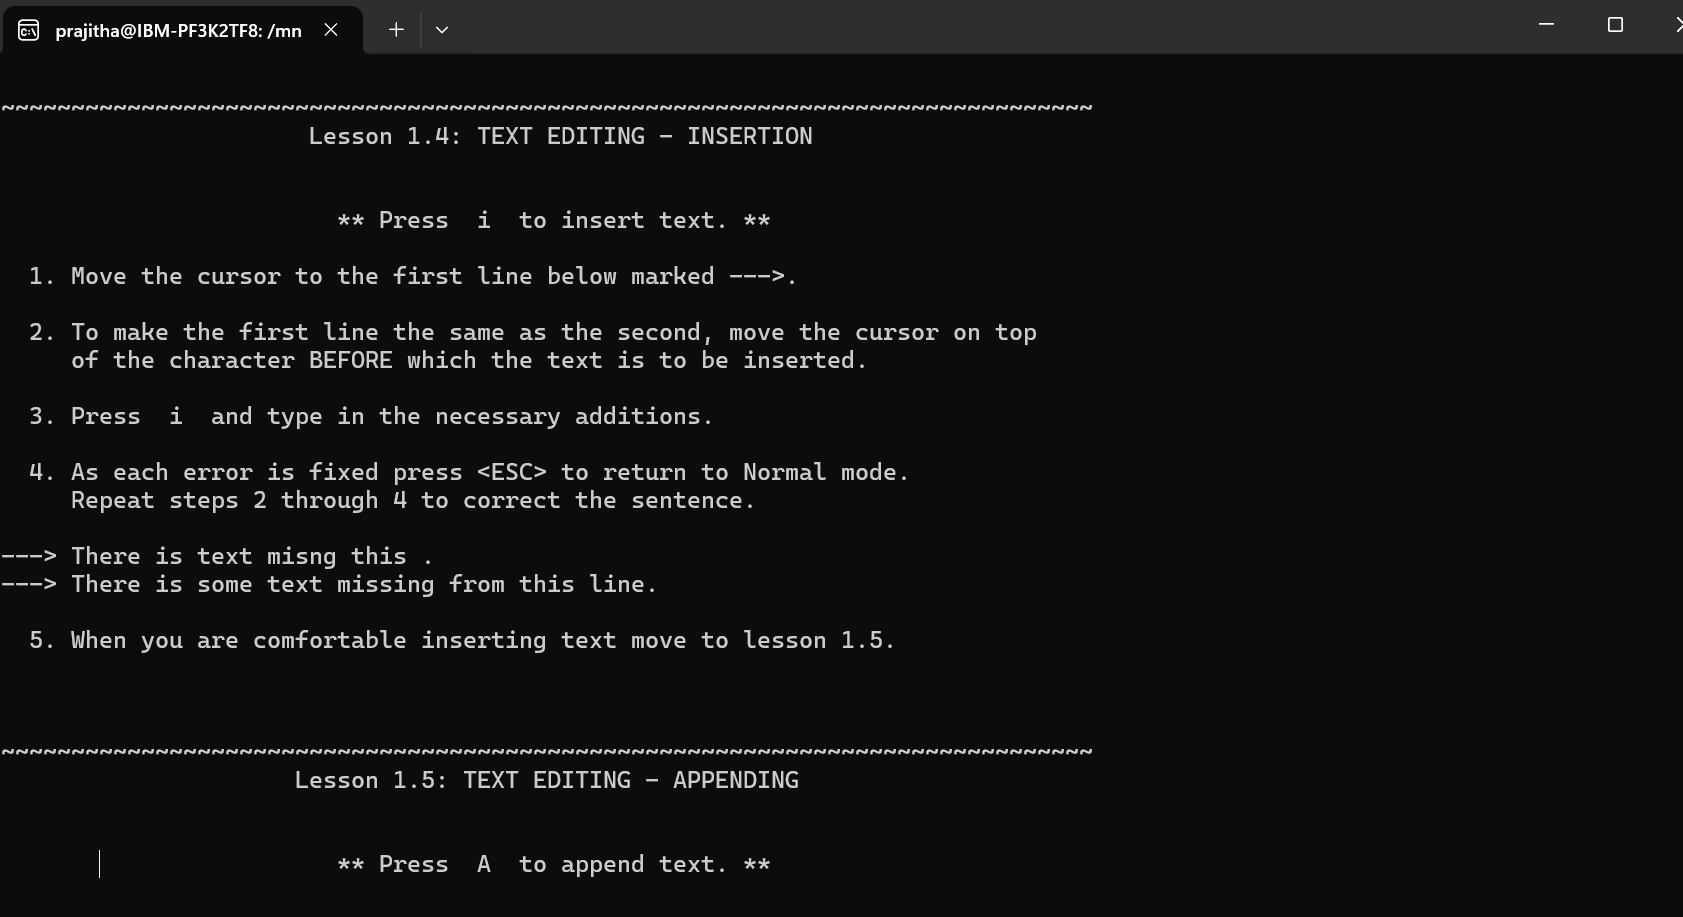 prajitha@IBM-PF3K2TF8: /mn
~~~~~~~~~~~~~~~~~~~~~~~~~~~~~~~~~~~~~~~~~~~~~~~~~~~~~~~~~~~~~~~~~~~~~~~~~~~~~~
Lesson 1.4: TEXT EDITING - INSERTION
** Press  i  to insert text. **
1. Move the cursor to the first line below marked --->.
2. To make the first line the same as the second, move the cursor on top
of the character BEFORE which the text is to be inserted.
3. Press  i  and type in the necessary additions.
4. As each error is fixed press <ESC> to return to Normal mode.
Repeat steps 2 through 4 to correct the sentence.
---> There is text misng this .
---> There is some text missing from this line.
5. When you are comfortable inserting text move to lesson 1.5.
~~~~~~~~~~~~~~~~~~~~~~~~~~~~~~~~~~~~~~~~~~~~~~~~~~~~~~~~~~~~~~~~~~~~~~~~~~~~~~
Lesson 1.5: TEXT EDITING - APPENDING
** Press  A  to append text. **